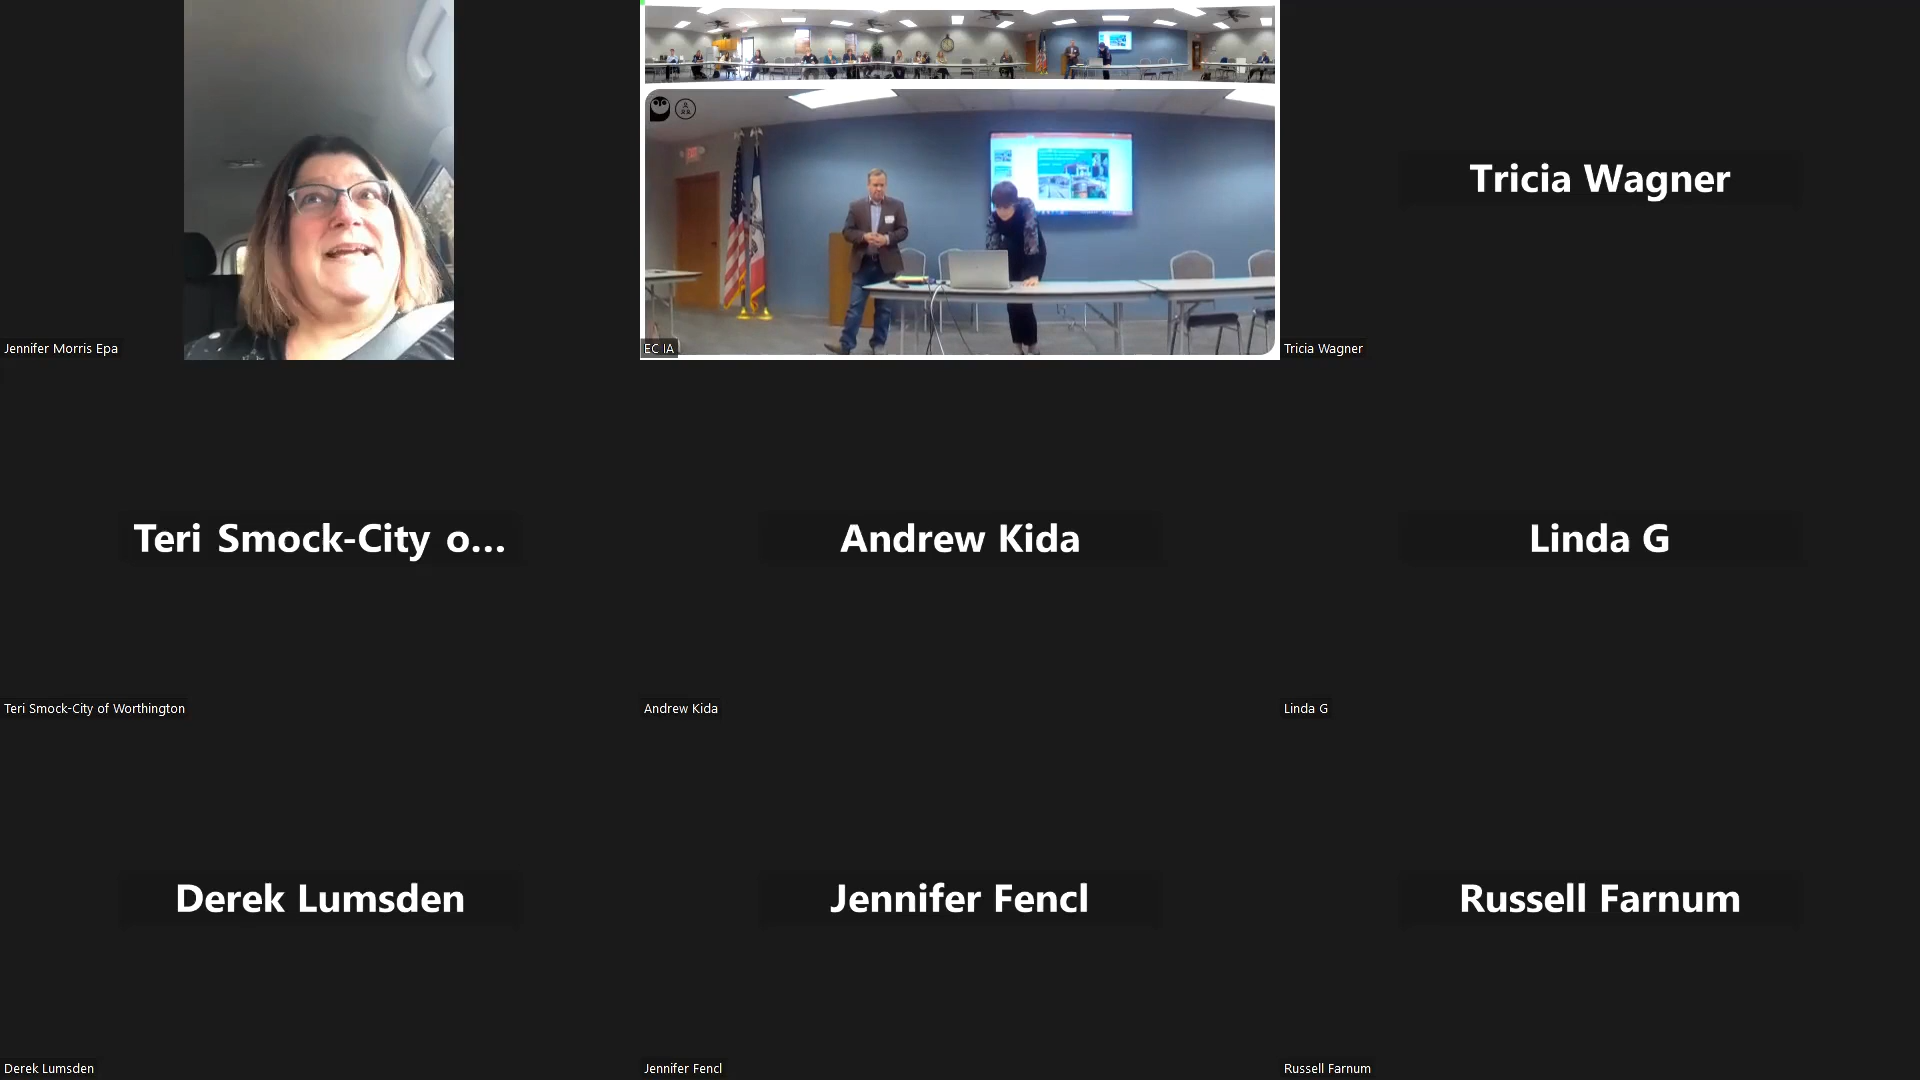 Jennifer Morris Epa
EC IA
Tricia Wagner
Tricia Wagner
Teri Smock-City o...
Teri Smock-City of Worthington
Andrew Kida
Andrew Kida
Linda G
Linda G
Derek Lumsden
Derek Lumsden
Jennifer Fencl
Jennifer Fencl
Russell Farnum
Russell Farnum